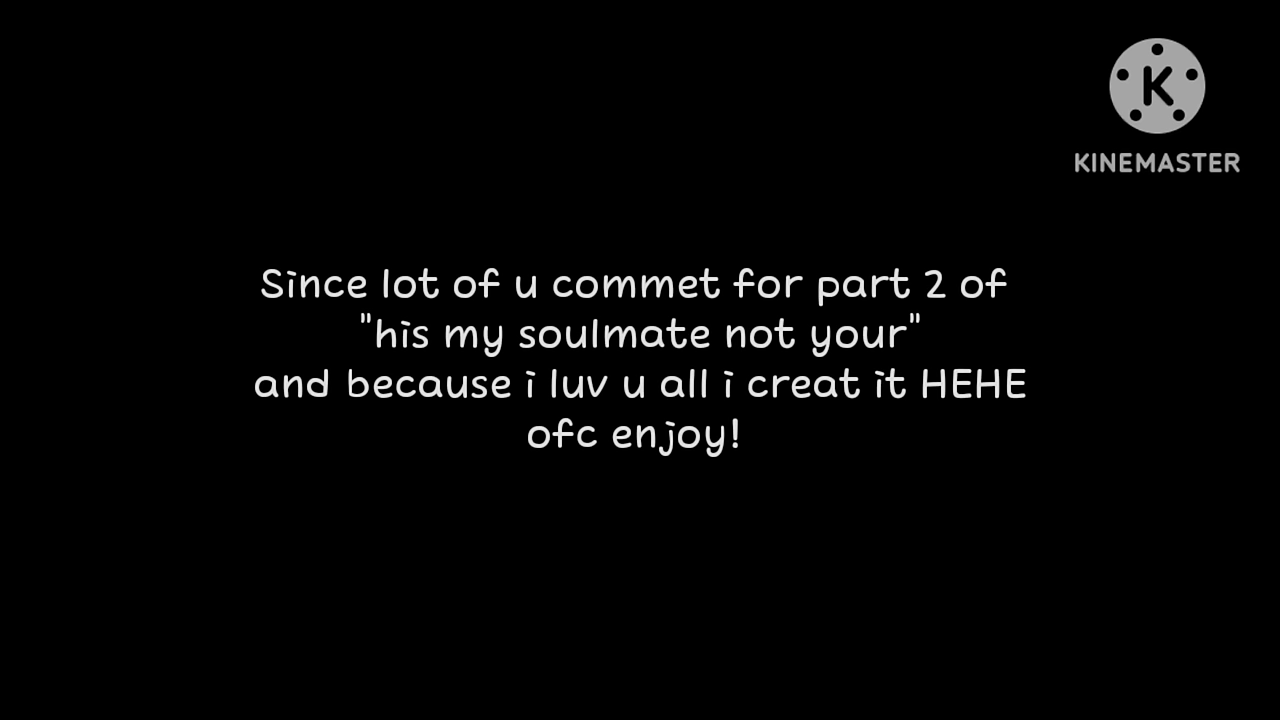 K
KINEMASTER
Since lot of u commet for part 2 of
"his my soulmate not your"
and because i luv u all i creat it HEHE
ofc enjoy!